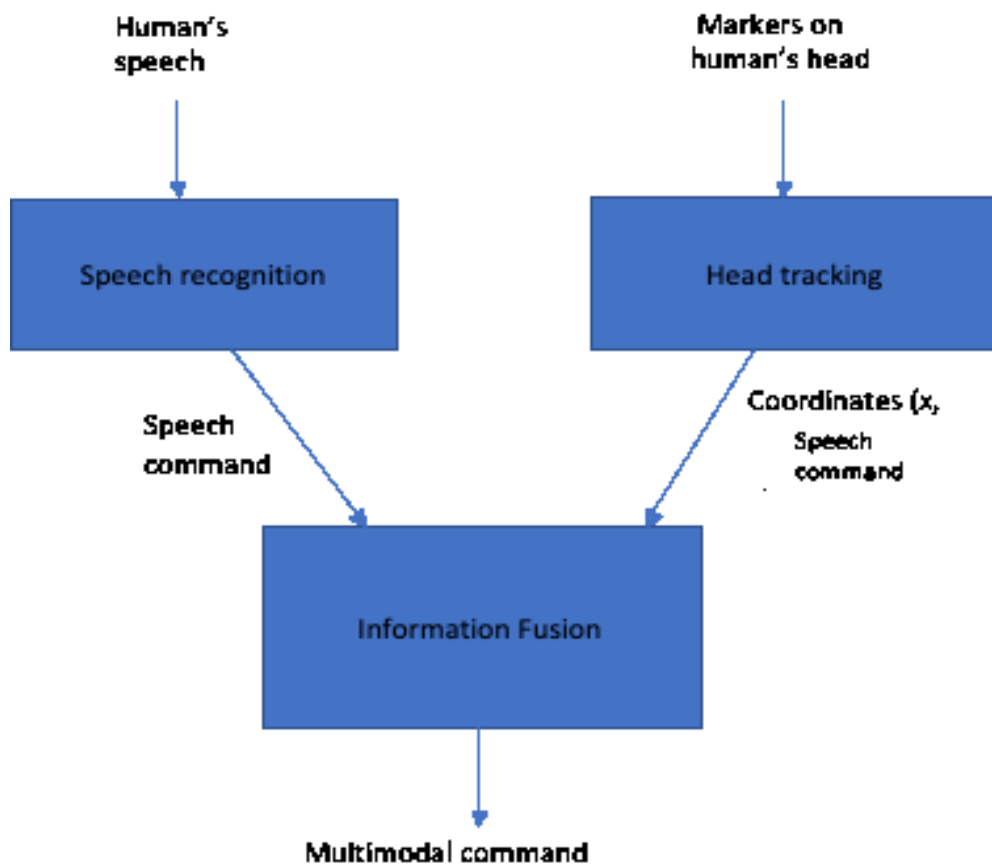 Human's
speech
Markers on
human's head
Speech recognition
Head tracking
Speech
command
Coordinates (x,
Speech
command
Information Fusion
Multimodal command